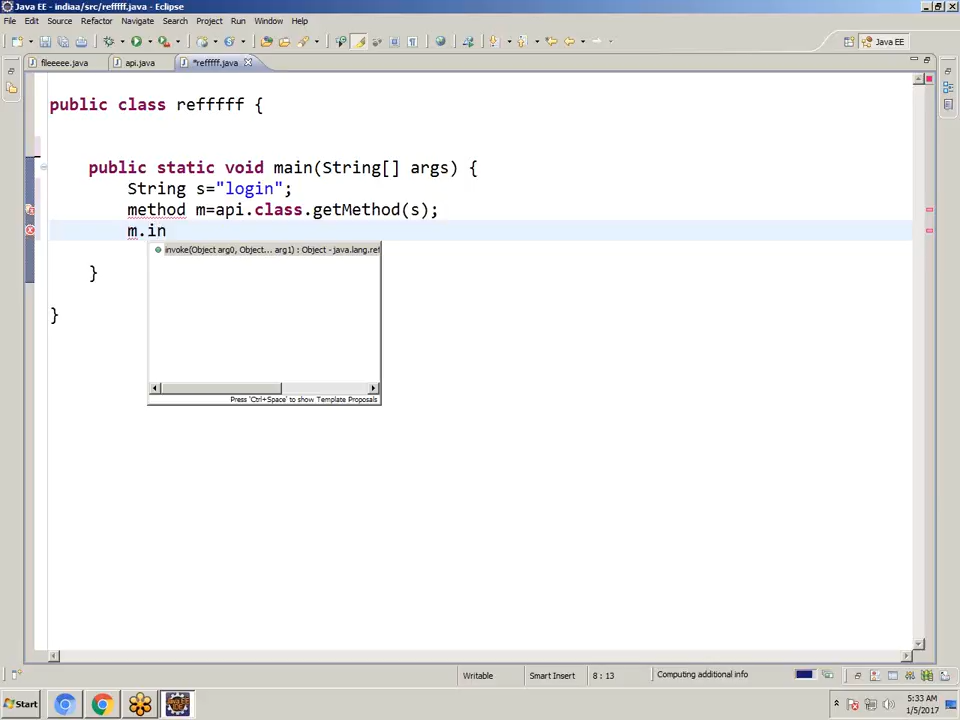 Java EE - indiaa/src/refffff.java - Eclipse
File Edit Source Refactor Navigate Search Project Run Window Help
Java EE
fileeeee.java api.java *refffff.java
public class refffff {
public static void main(String[] args) {
String s="login";
method m=api.class.getMethod(s);
m.in
invoke(Object arg0, Object... arg1) : Object - java.lang.ref
}
}
Press 'Ctrl+Space' to show Template Proposals
Writable Smart Insert 8 : 13 Computing additional info
Start
5:33 AM
1/5/2017